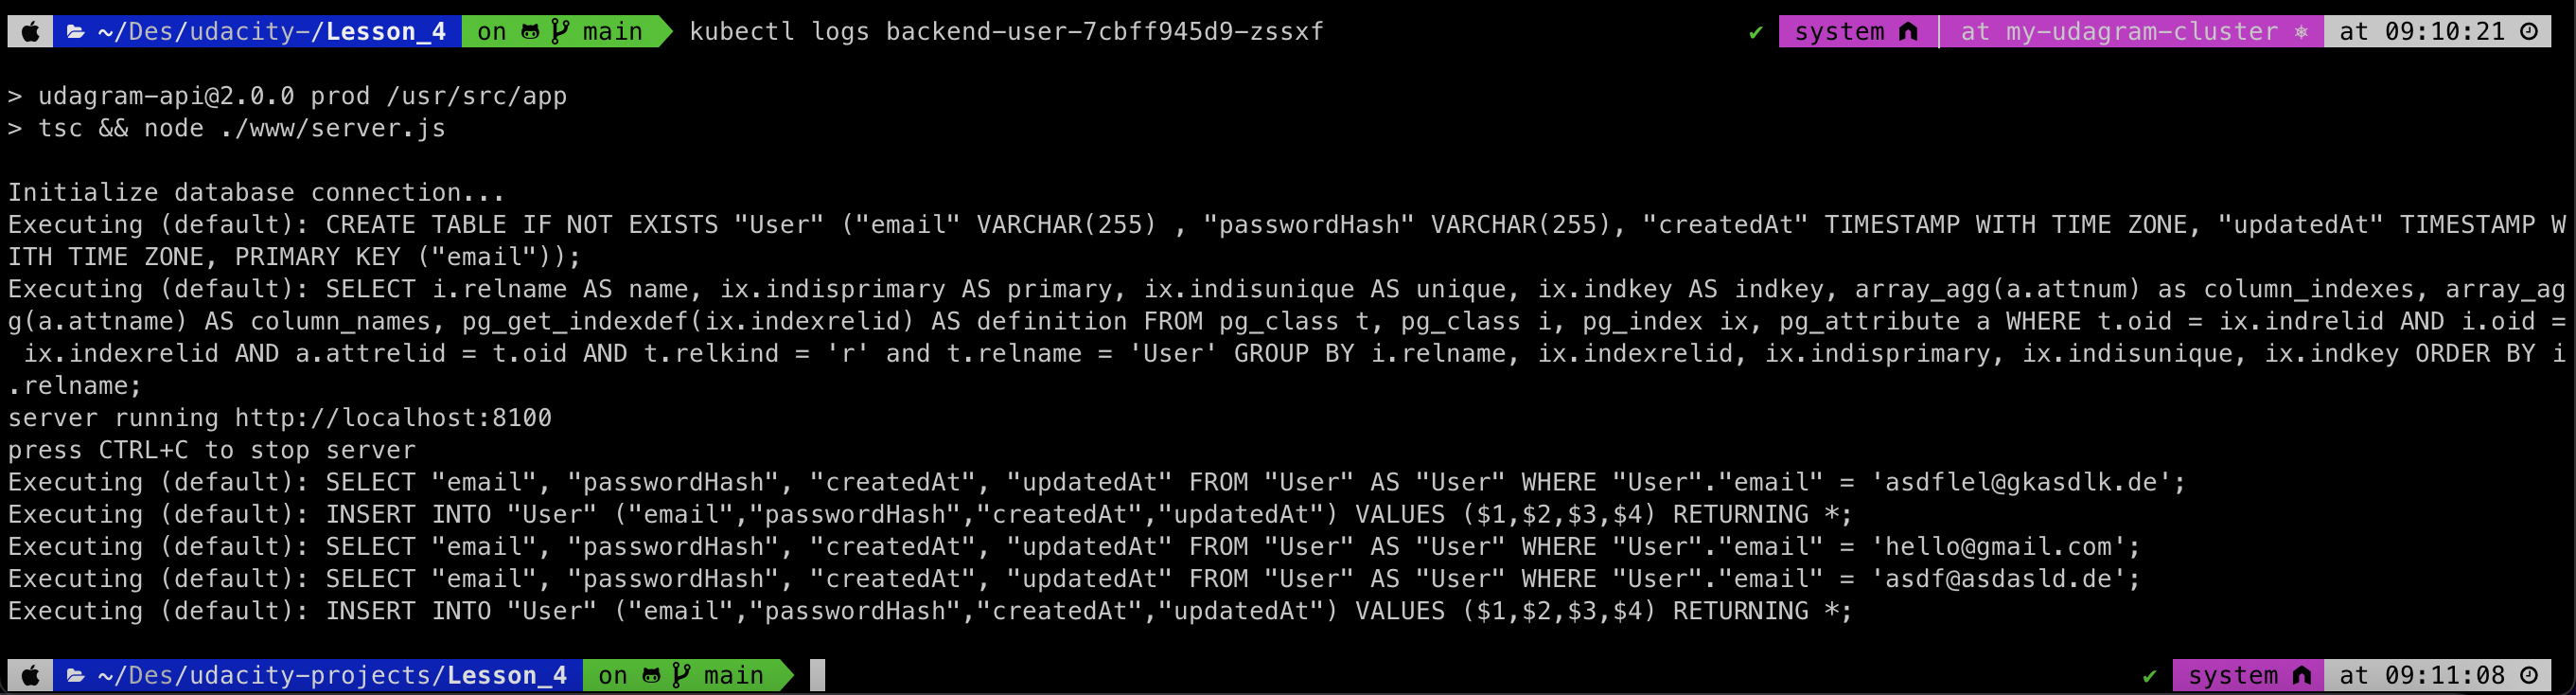 ~/Des/udacity-/Lesson_4 on main kubectl logs backend-user-7cbff945d9-zssxf ✔ system at my-udagram-cluster at 09:10:21
> udagram-api@2.0.0 prod /usr/src/app
> tsc && node ./www/server.js
Initialize database connection...
Executing (default): CREATE TABLE IF NOT EXISTS "User" ("email" VARCHAR(255) , "passwordHash" VARCHAR(255), "createdAt" TIMESTAMP WITH TIME ZONE, "updatedAt" TIMESTAMP W
ITH TIME ZONE, PRIMARY KEY ("email"));
Executing (default): SELECT i.relname AS name, ix.indisprimary AS primary, ix.indisunique AS unique, ix.indkey AS indkey, array_agg(a.attnum) as column_indexes, array_ag
g(a.attname) AS column_names, pg_get_indexdef(ix.indexrelid) AS definition FROM pg_class t, pg_class i, pg_index ix, pg_attribute a WHERE t.oid = ix.indrelid AND i.oid =
 ix.indexrelid AND a.attrelid = t.oid AND t.relkind = 'r' and t.relname = 'User' GROUP BY i.relname, ix.indexrelid, ix.indisprimary, ix.indisunique, ix.indkey ORDER BY i
.relname;
server running http://localhost:8100
press CTRL+C to stop server
Executing (default): SELECT "email", "passwordHash", "createdAt", "updatedAt" FROM "User" AS "User" WHERE "User"."email" = 'asdflel@gkasdlk.de';
Executing (default): INSERT INTO "User" ("email","passwordHash","createdAt","updatedAt") VALUES ($1,$2,$3,$4) RETURNING *;
Executing (default): SELECT "email", "passwordHash", "createdAt", "updatedAt" FROM "User" AS "User" WHERE "User"."email" = 'hello@gmail.com';
Executing (default): SELECT "email", "passwordHash", "createdAt", "updatedAt" FROM "User" AS "User" WHERE "User"."email" = 'asdf@asdasld.de';
Executing (default): INSERT INTO "User" ("email","passwordHash","createdAt","updatedAt") VALUES ($1,$2,$3,$4) RETURNING *;
~/Des/udacity-projects/Lesson_4 on main ✔ system at 09:11:08